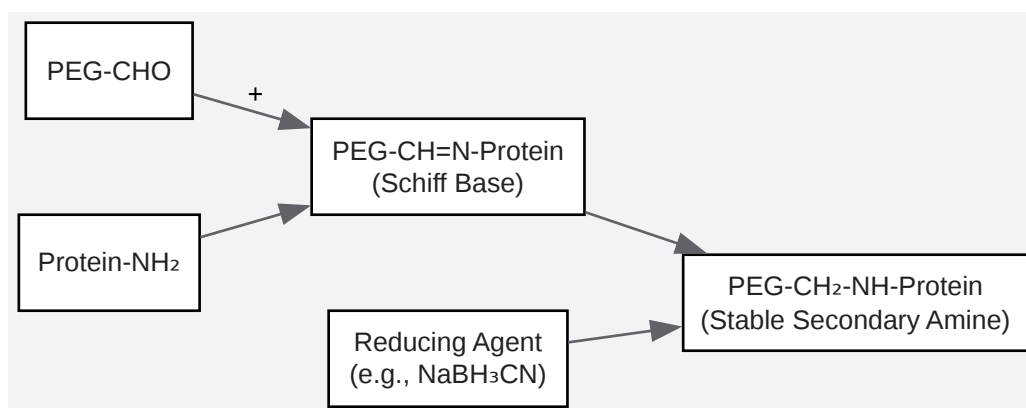 PEG-CHO
+
PEG-CH=N-Protein
(Schiff Base)
Protein-NH₂
PEG-CH₂-NH-Protein
(Stable Secondary Amine)
Reducing Agent
(e.g., NaBH₃CN)